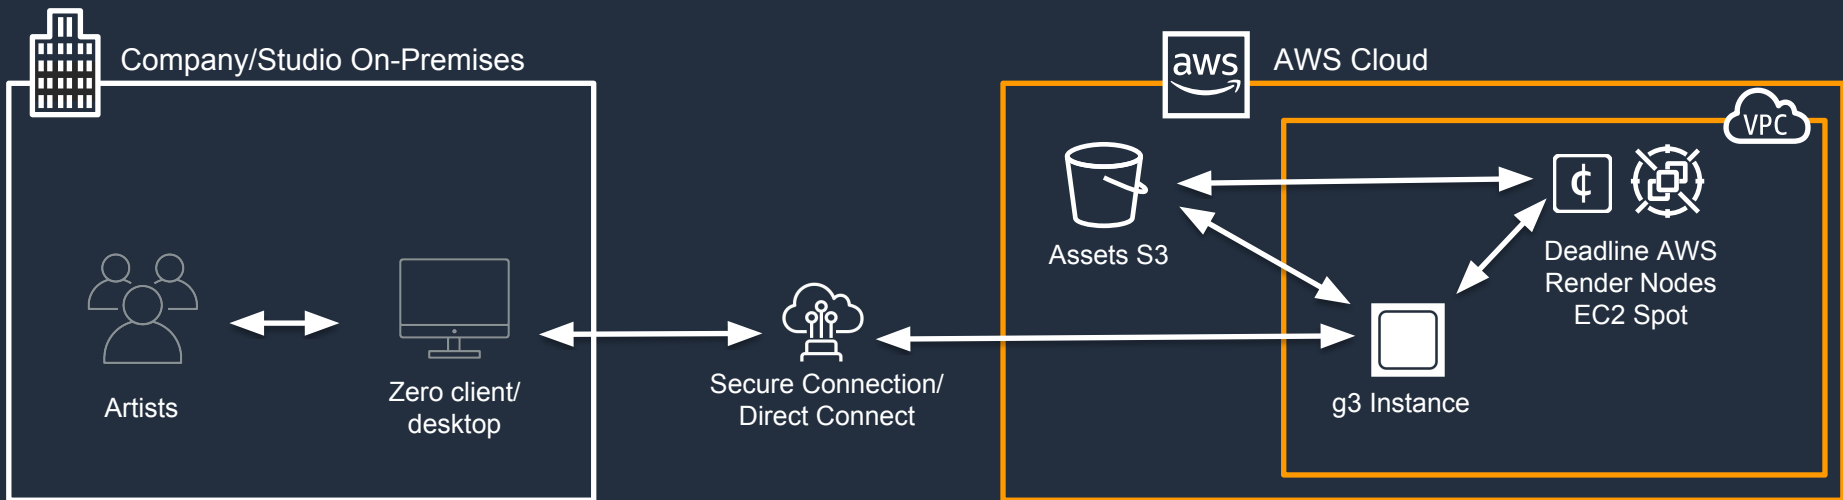 Company/Studio On-Premises
aws
AWS Cloud
VPC
¢
Assets S3
Deadline AWS
Render Nodes
EC2 Spot
Artists
Zero client/
desktop
Secure Connection/
Direct Connect
g3 Instance